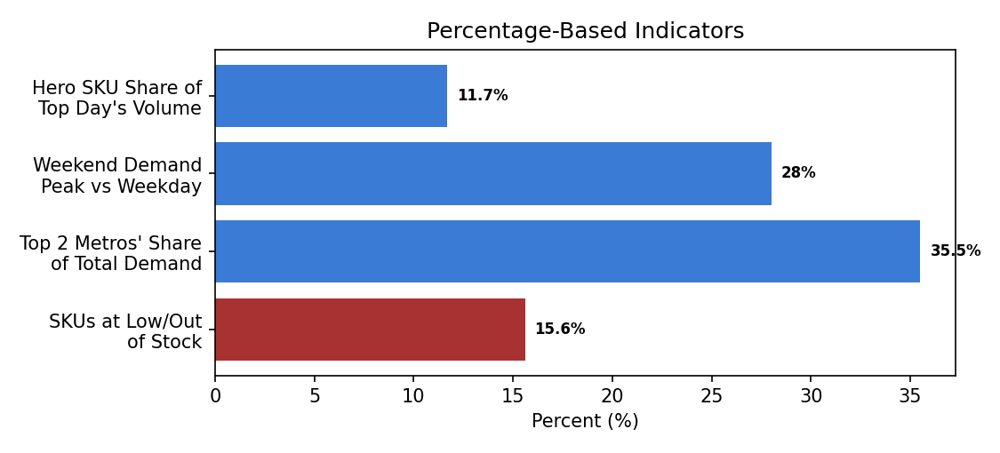 Percentage-Based Indicators
Hero SKU Share of
Top Day's Volume
11.7%
Weekend Demand
Peak vs Weekday
28%
Top 2 Metros' Share
of Total Demand
35.5%
SKUs at Low/Out
of Stock
15.6%
0 5 10 15 20 25 30 35
Percent (%)